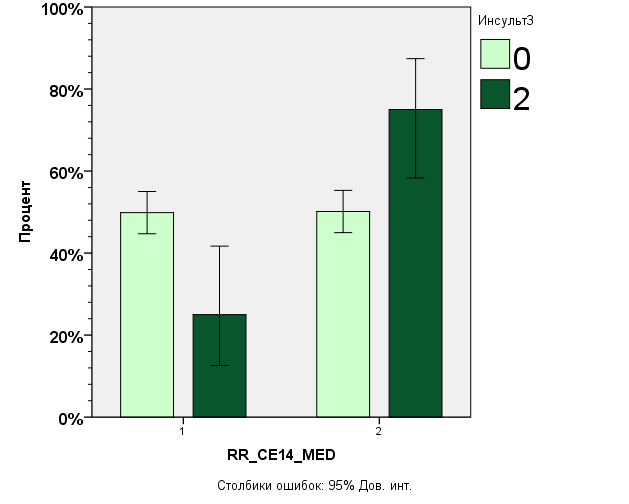 Инсульт3
0
2
Процент
100%
80%
60%
40%
20%
0%
1
2
RR_CE14_MED
Столбики ошибок: 95% Дов. инт.